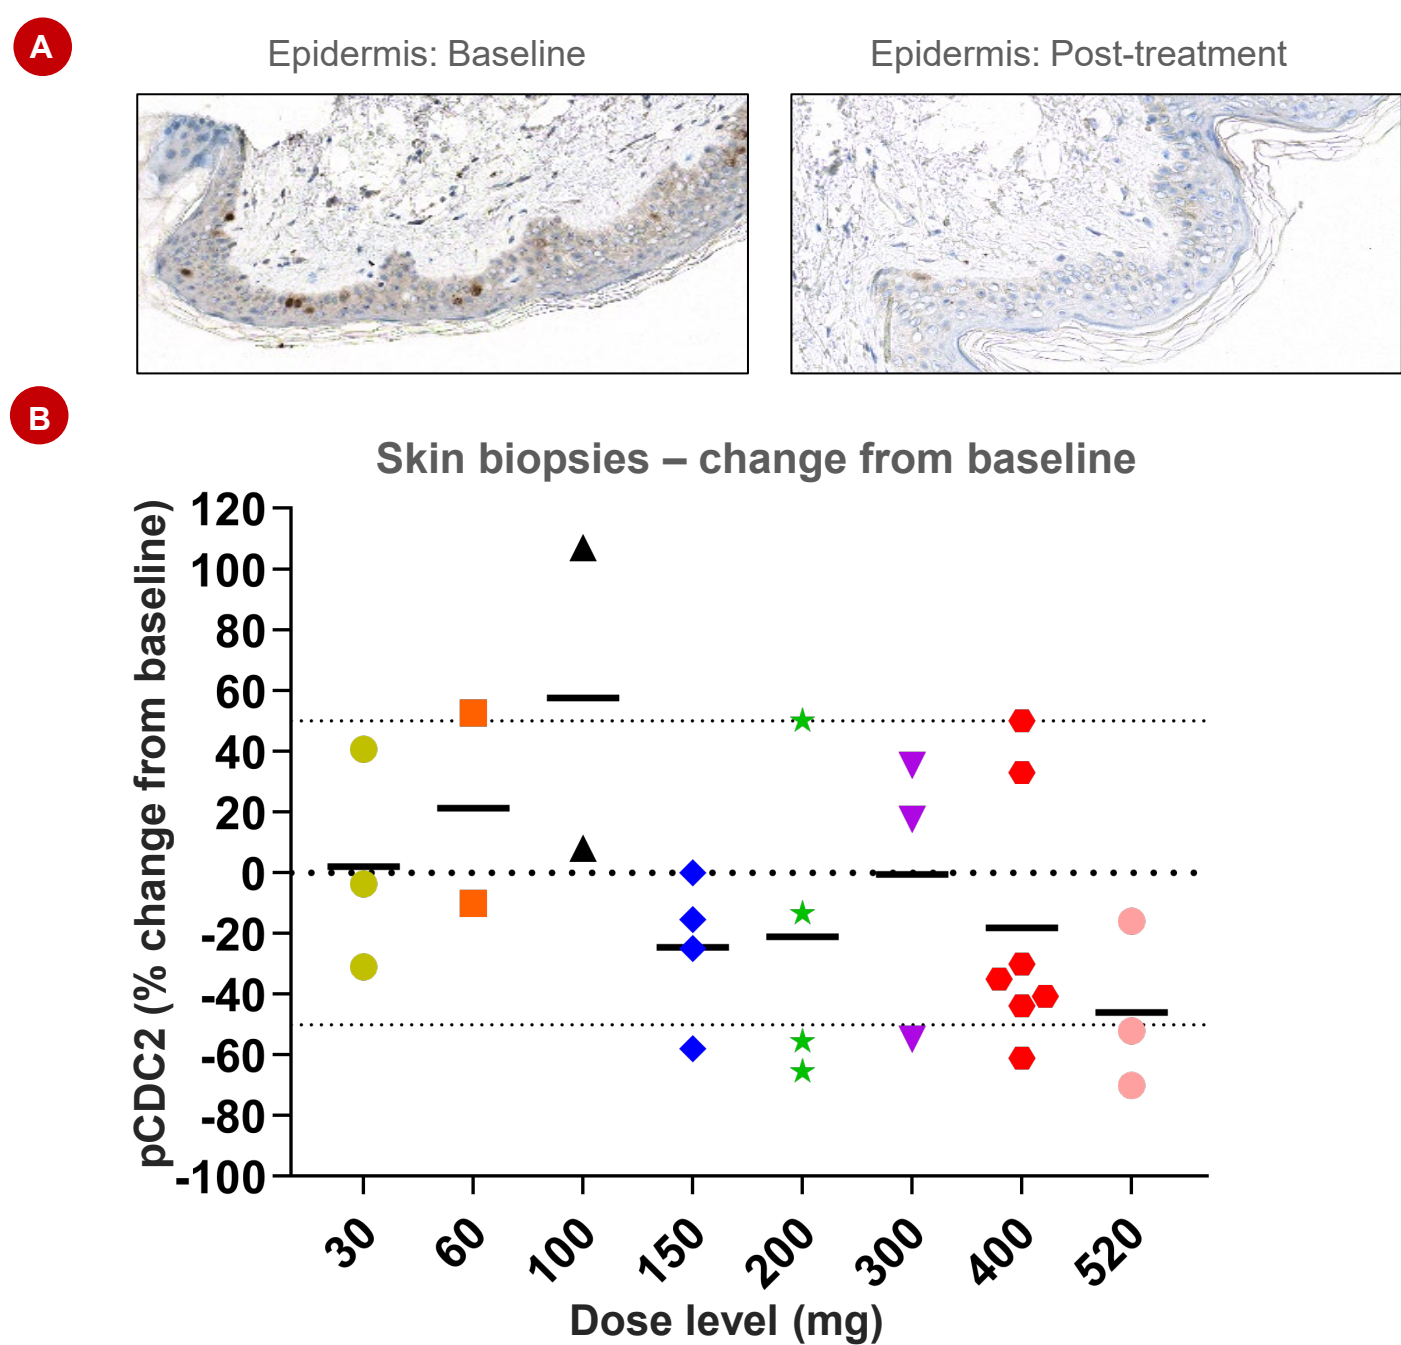 A
Epidermis: Baseline
Epidermis: Post-treatment
B
Skin biopsies – change from baseline
pCDC2 (% change from baseline)
120
100
80
60
40
20
0
-20
-40
-60
-80
-100
30
60
100
150
200
300
400
520
Dose level (mg)